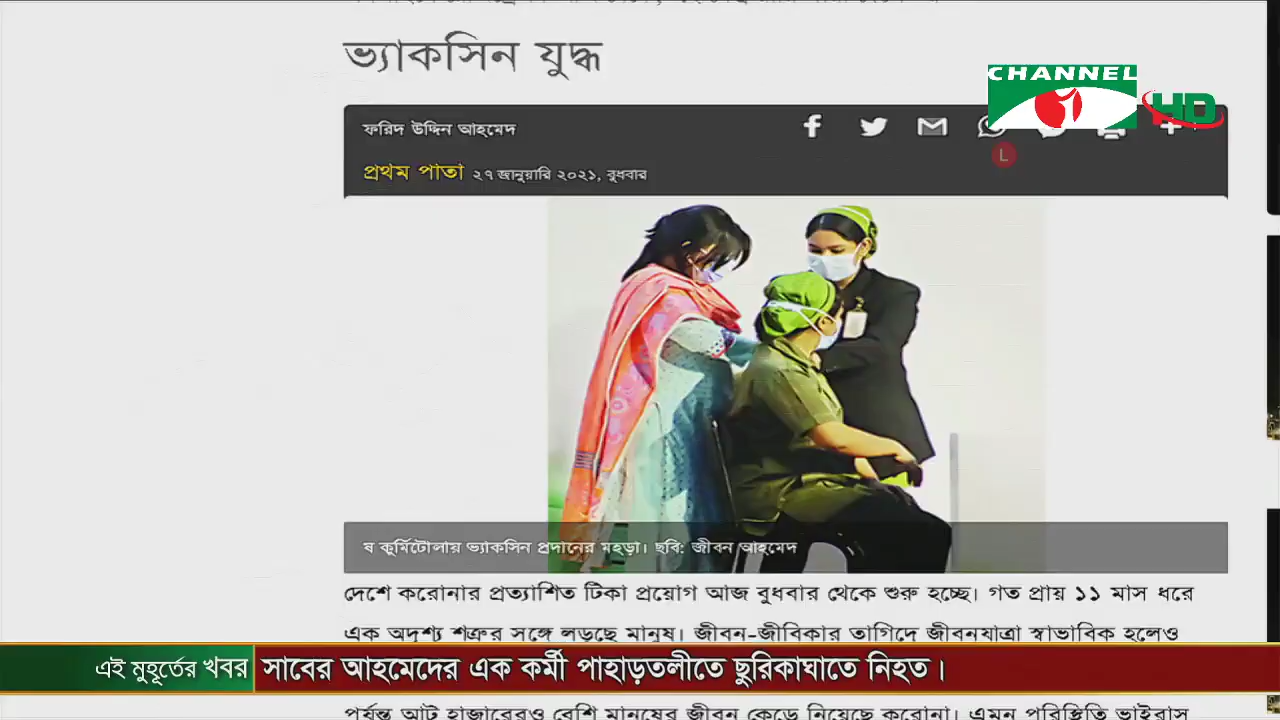 ভ্যাকসিন যুদ্ধ
CHANNEL
i HD
ফরিদ উদ্দিন আহমেদ
প্রথম পাতা ২৭ জানুয়ারি ২০২১, বুধবার
L
ষ কুর্মিটোলায় ভ্যাকসিন প্রদানের মহড়া। ছবি: জীবন আহমেদ
দেশে করোনার প্রত্যাশিত টিকা প্রয়োগ আজ বুধবার থেকে শুরু হচ্ছে। গত প্রায় ১১ মাস ধরে
এক অদৃশ্য শত্রুর সঙ্গে লড়ছে মানুষ। জীবন-জীবিকার তাগিদে জীবনযাত্রা স্বাভাবিক হলেও
এই মুহূর্তের খবর সাবের আহমেদের এক কর্মী পাহাড়তলীতে ছুরিকাঘাতে নিহত।
পর্যন্ত আট হাজারেরও বেশি মানুষের জীবন কেড়ে নিয়েছে করোনা। এমন পরিস্থিতি ভাইরাস